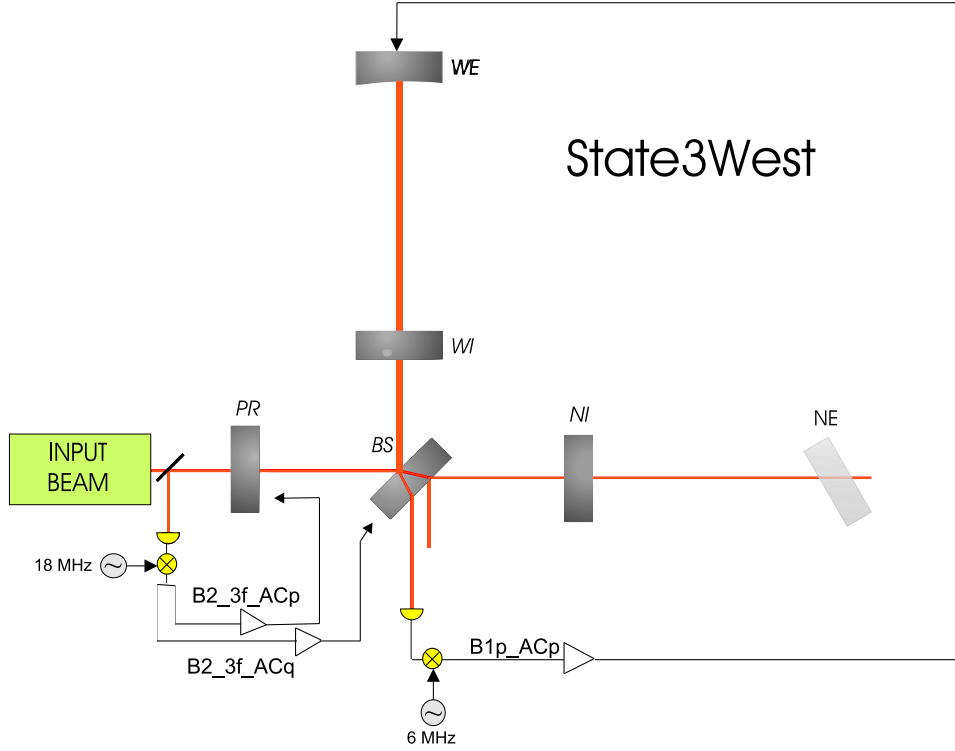 WE
State3West
WI
PR
NI
NE
BS
INPUT
BEAM
18 MHz
B2_3f_ACp
B2_3f_ACq
B1p_ACp
6 MHz